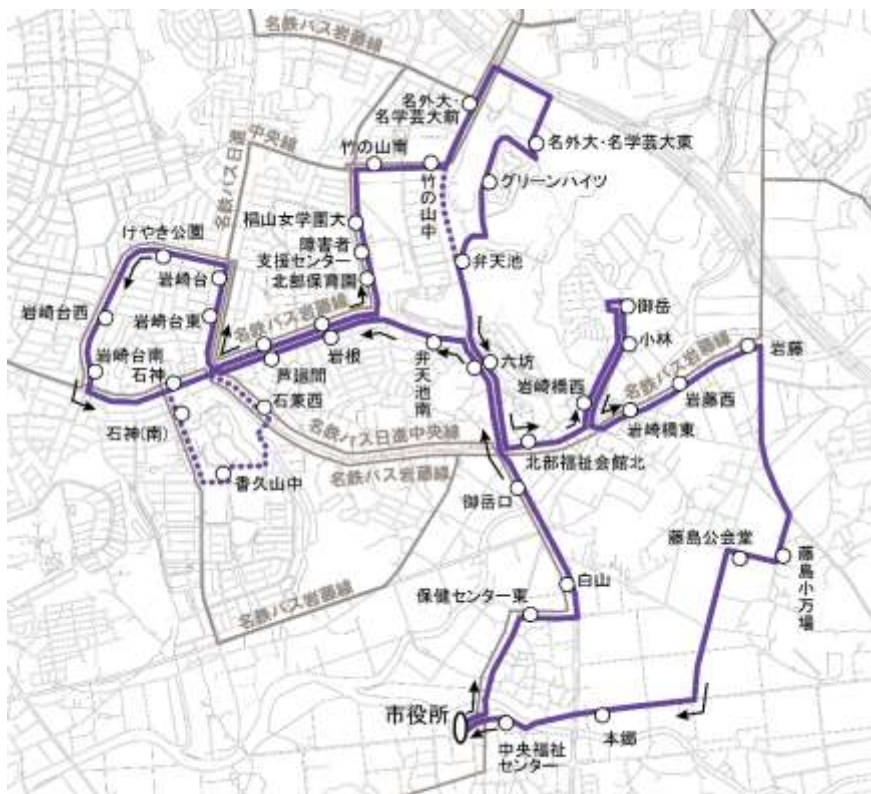 名鉄バス岩藤線
名外大・
名学芸大前
中央線
名鉄バス日進
竹の山南
竹の山中
名外大・名学芸大東
グリーンハイツ
椙山女学園大
障害者
支援センター
北部保育園
けやき公園
岩崎台
岩崎台西
岩崎台東
名鉄バス岩藤線
弁天池
御岳
小林
岩崎台南
石神
芦廻間
岩根
弁天池南
六坊
岩崎橋西
名鉄バス岩藤線
岩藤
岩藤西
岩崎橋東
石兼西
石神(南)
香久山中
名鉄バス日進中央線
名鉄バス岩藤線
北部福祉会館北
御岳口
藤島公会堂
藤島小万場
白山
保健センター東
名鉄バス岩藤線
市役所
中央福祉
センター
本郷